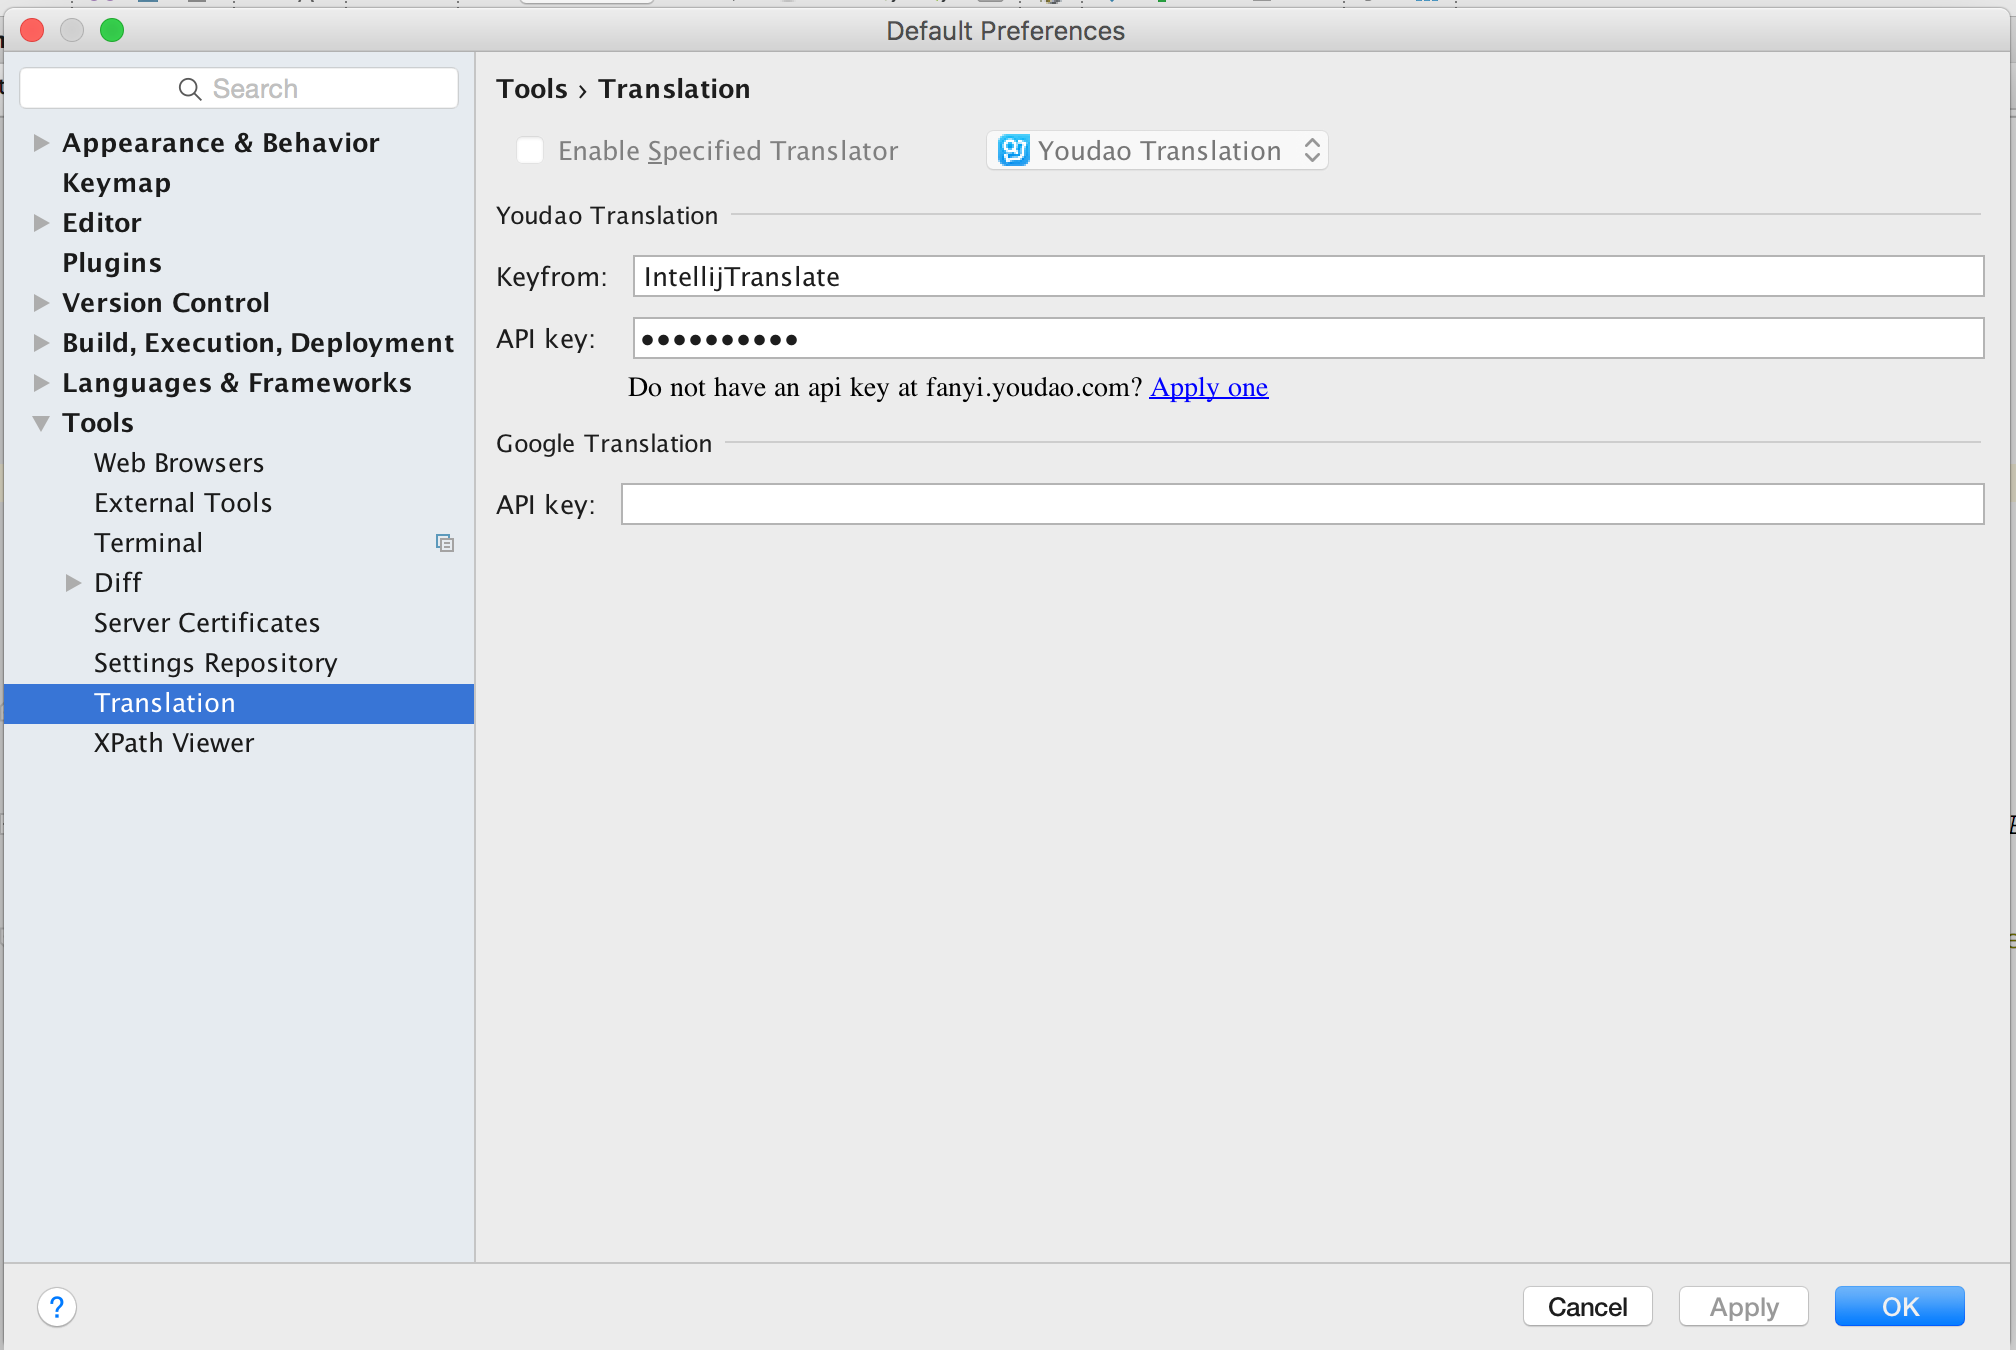 Default Preferences
Search
Appearance & Behavior
Keymap
Editor
Plugins
Version Control
Build, Execution, Deployment
Languages & Frameworks
Tools
Web Browsers
External Tools
Terminal
Diff
Server Certificates
Settings Repository
Translation
XPath Viewer
Tools › Translation
Enable Specified Translator
Youdao Translation
Youdao Translation
Keyfrom: IntellijTranslate
API key: ••••••••••
Do not have an api key at fanyi.youdao.com? Apply one
Google Translation
API key:
?
Cancel
Apply
OK